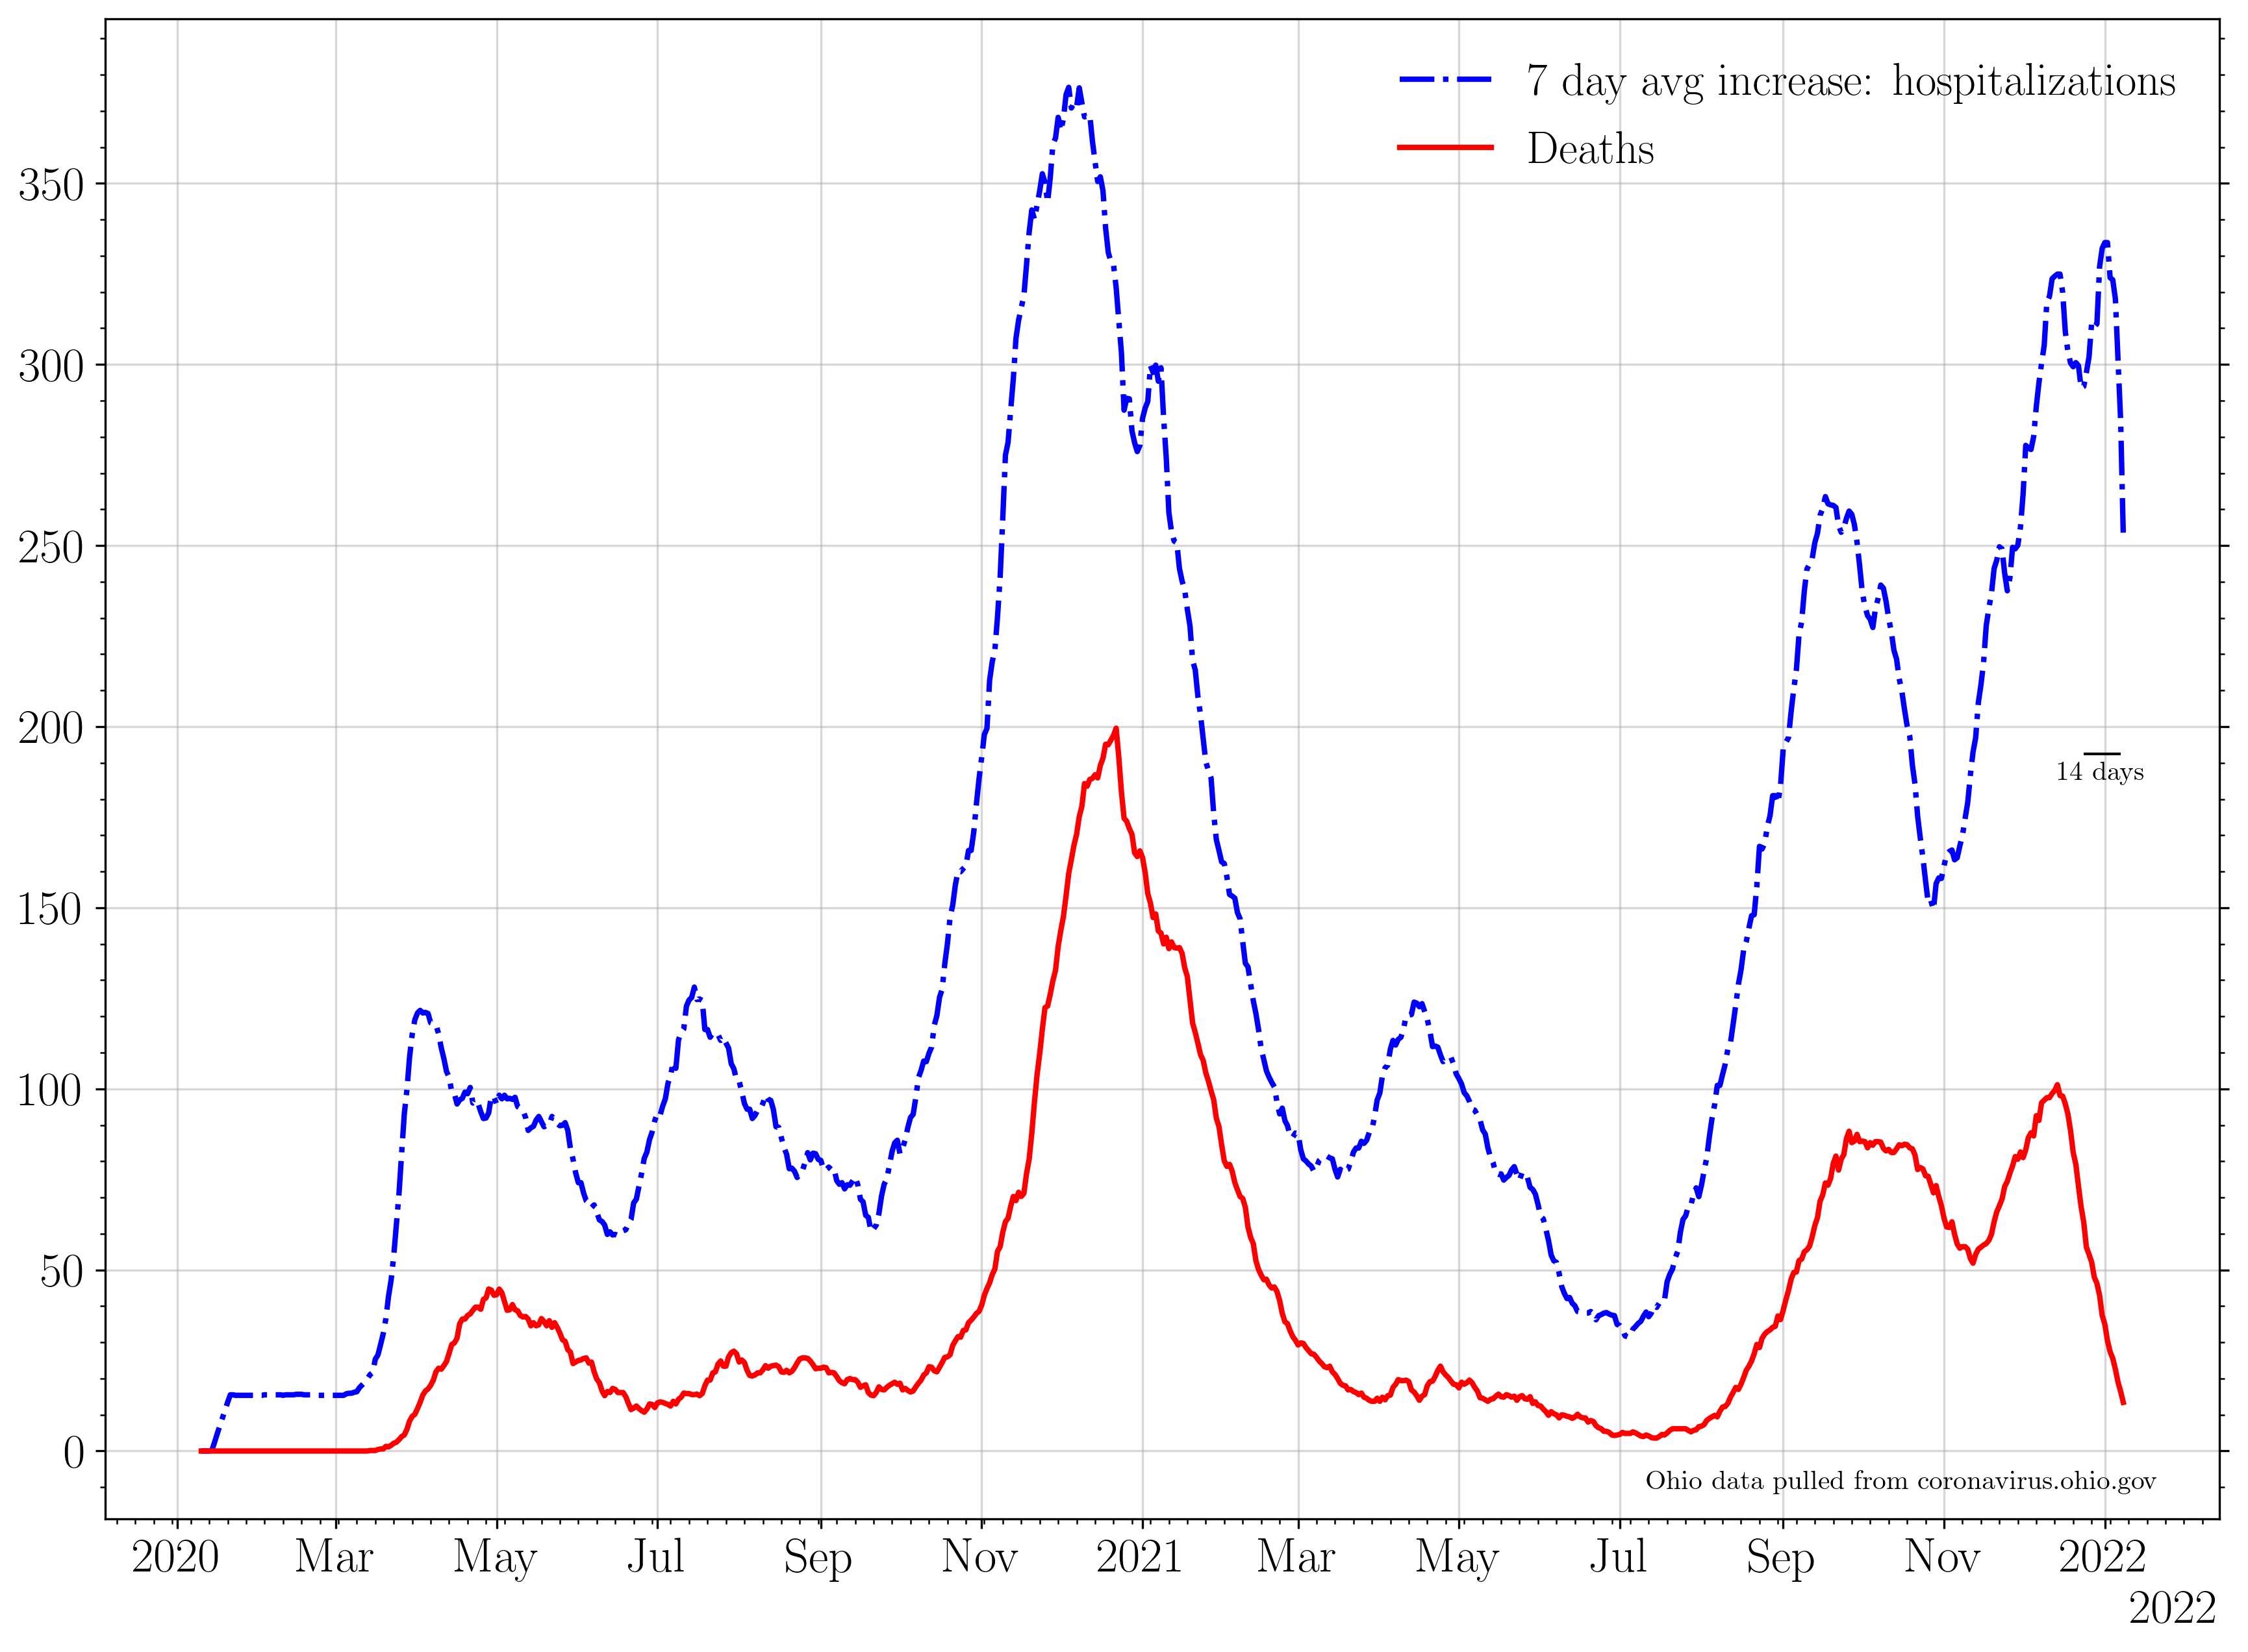 7 day avg increase: hospitalizations
Deaths
350
300
250
200
150
100
50
0
14 days
Ohio data pulled from coronavirus.ohio.gov
2020 Mar May Jul Sep Nov 2021 Mar May Jul Sep Nov 2022
2022